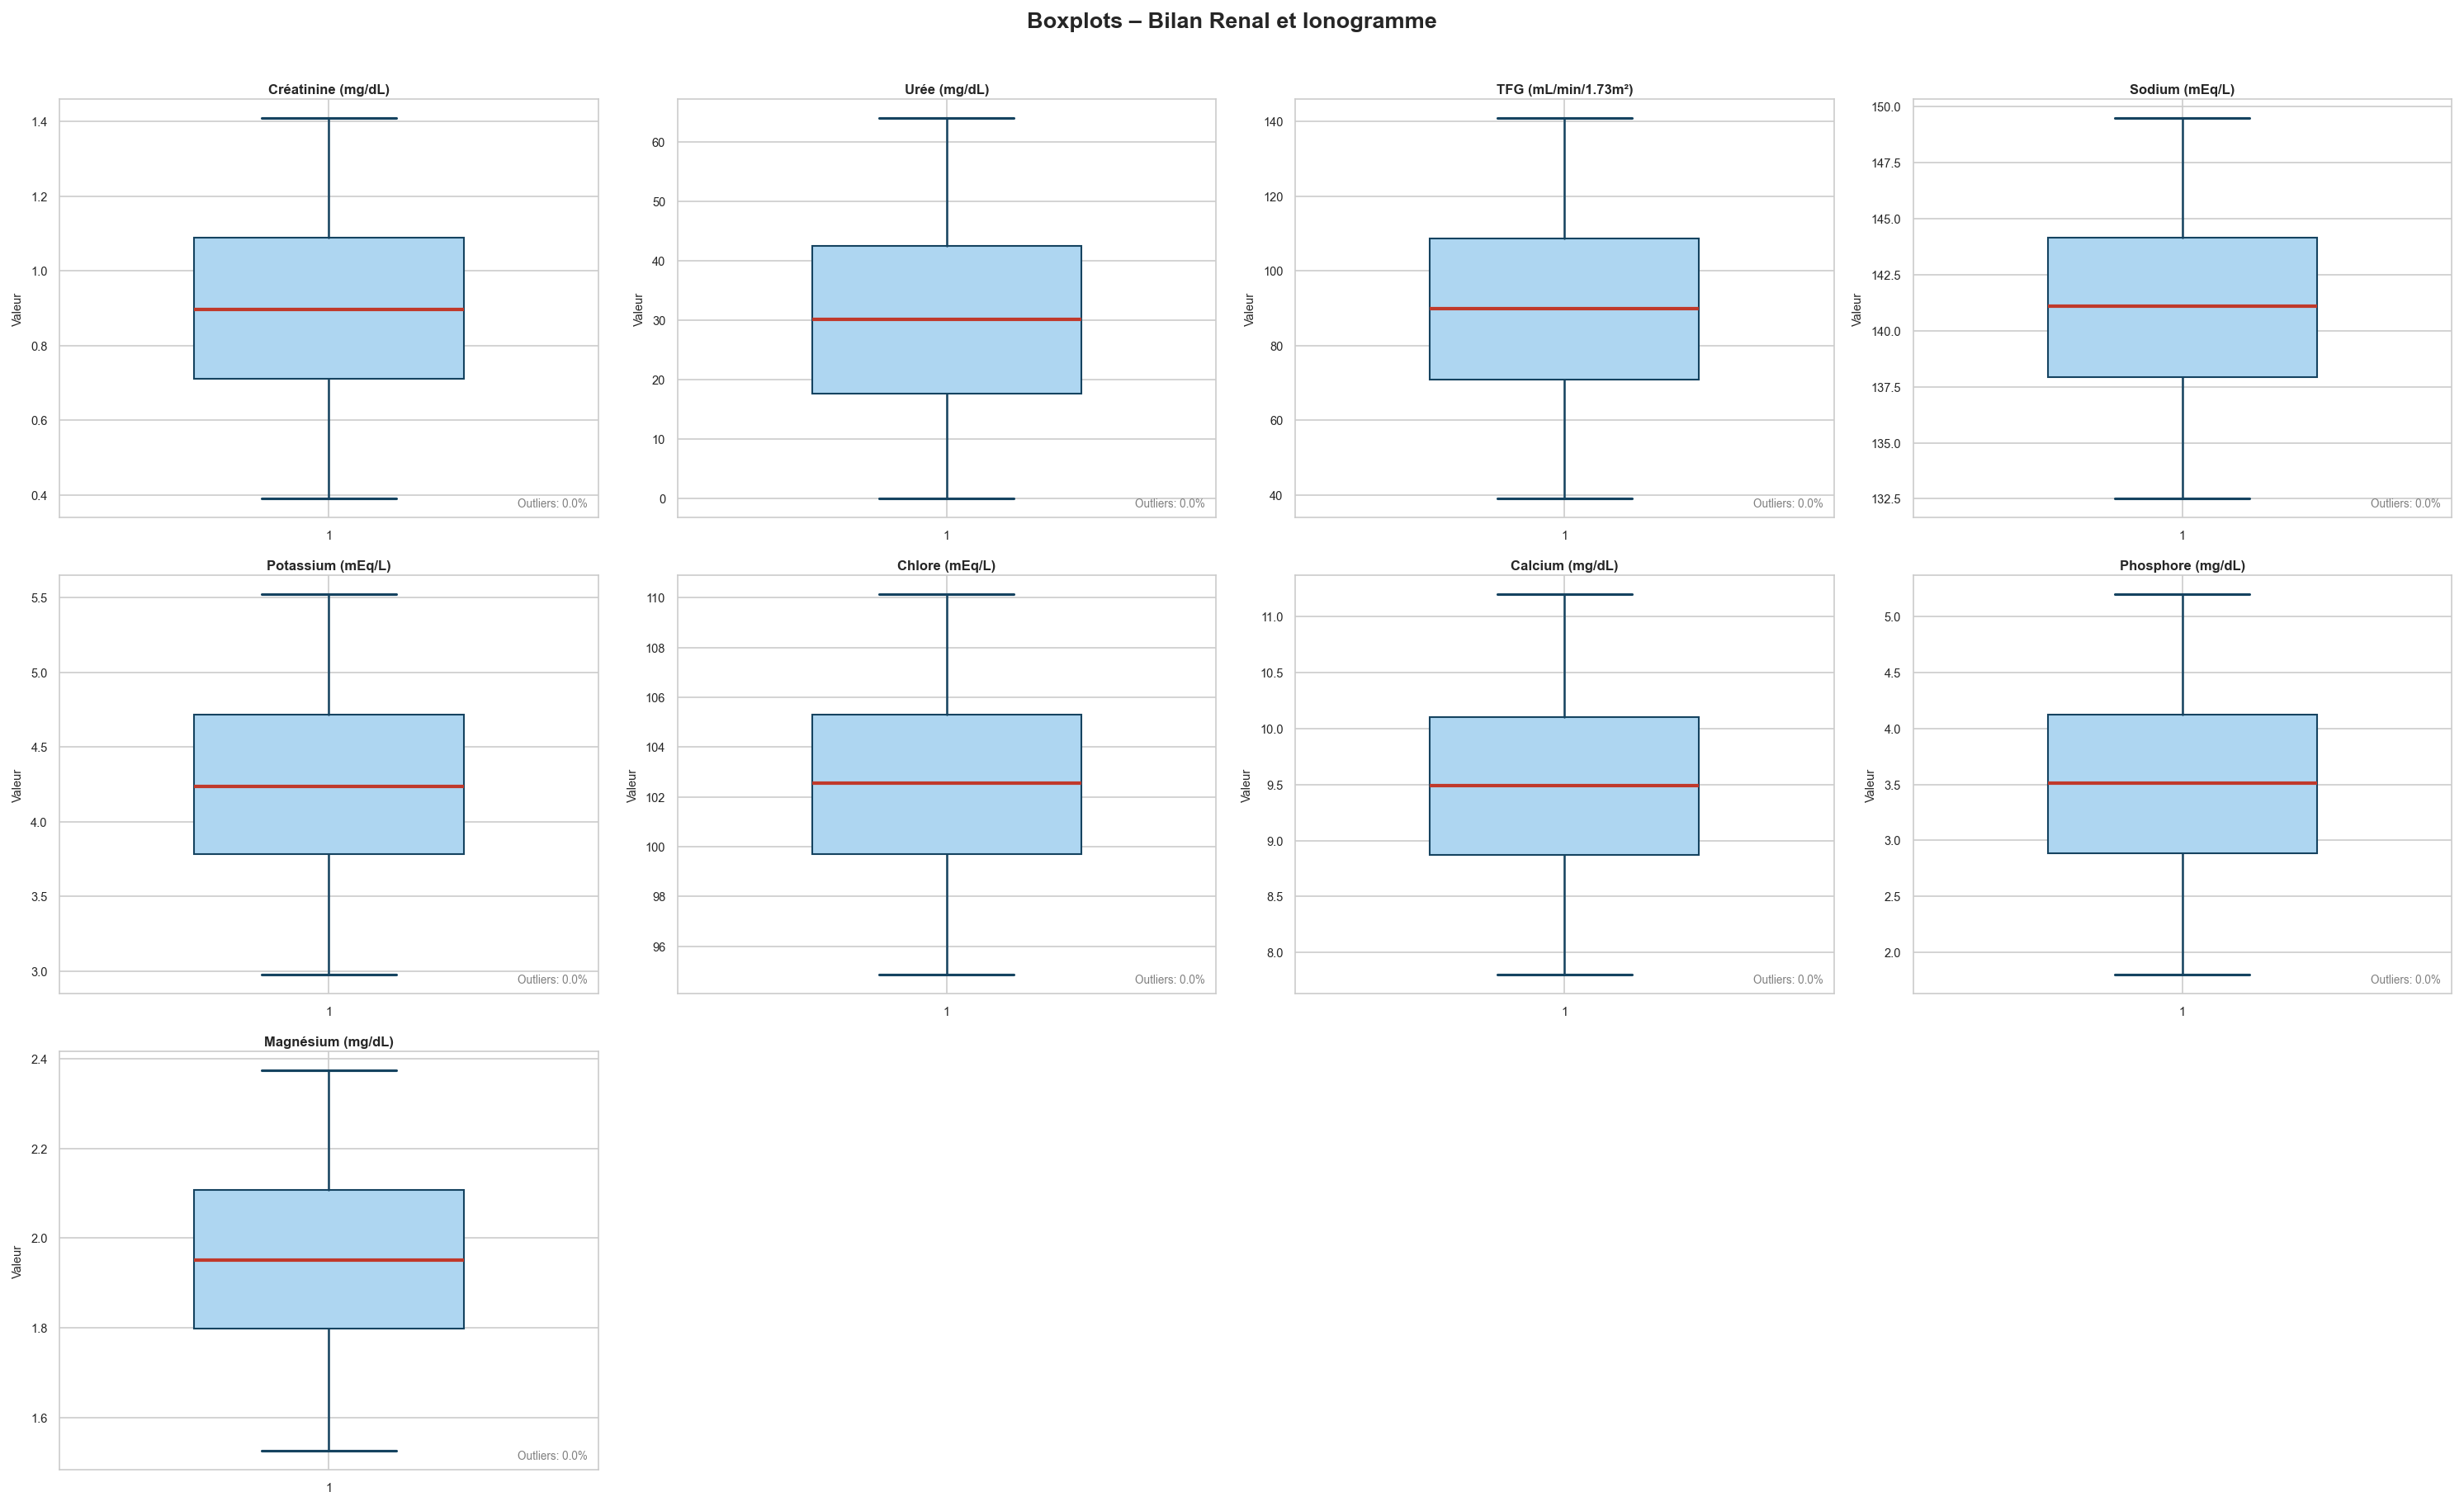 Boxplots – Bilan Renal et Ionogramme
Créatinine (mg/dL)
Valeur
1.4
1.2
1.0
0.8
0.6
0.4
Outliers: 0.0%
1
Urée (mg/dL)
Valeur
60
50
40
30
20
10
0
Outliers: 0.0%
1
TFG (mL/min/1.73m²)
Valeur
140
120
100
80
60
40
Outliers: 0.0%
1
Sodium (mEq/L)
Valeur
150.0
147.5
145.0
142.5
140.0
137.5
135.0
132.5
Outliers: 0.0%
1
Potassium (mEq/L)
Valeur
5.5
5.0
4.5
4.0
3.5
3.0
Outliers: 0.0%
1
Chlore (mEq/L)
Valeur
110
108
106
104
102
100
98
96
Outliers: 0.0%
1
Calcium (mg/dL)
Valeur
11.0
10.5
10.0
9.5
9.0
8.5
8.0
Outliers: 0.0%
1
Phosphore (mg/dL)
Valeur
5.0
4.5
4.0
3.5
3.0
2.5
2.0
Outliers: 0.0%
1
Magnésium (mg/dL)
Valeur
2.4
2.2
2.0
1.8
1.6
Outliers: 0.0%
1